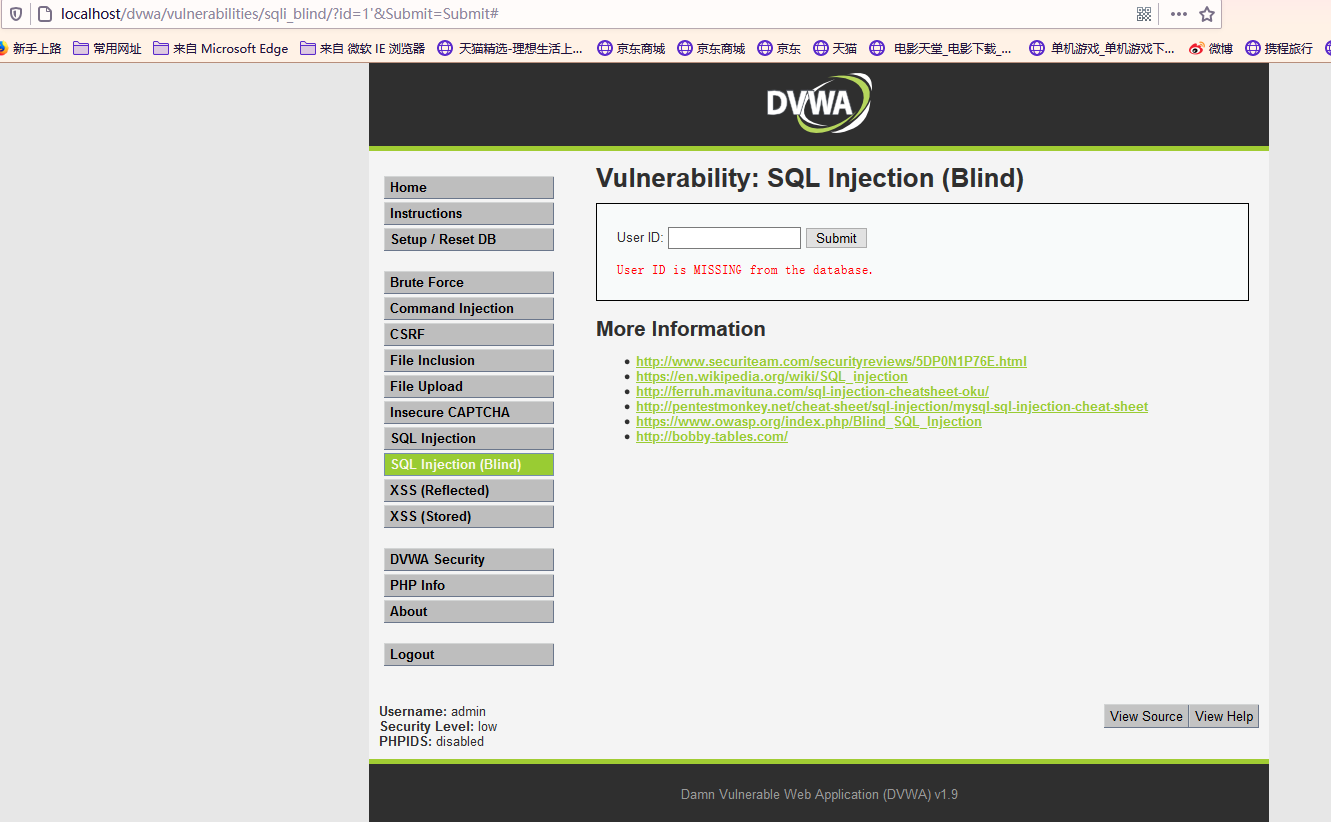 localhost/dvwa/vulnerabilities/sqli_blind/?id=1'&Submit=Submit#
新手上路 常用网址 来自 Microsoft Edge 来自 微软 IE 浏览器 天猫精选-理想生活上... 京东商城 京东商城 京东 天猫 电影天堂_电影下载_... 单机游戏_单机游戏下... 微博 携程旅行
DVWA
Home
Instructions
Setup / Reset DB
Brute Force
Command Injection
CSRF
File Inclusion
File Upload
Insecure CAPTCHA
SQL Injection
SQL Injection (Blind)
XSS (Reflected)
XSS (Stored)
DVWA Security
PHP Info
About
Logout
Vulnerability: SQL Injection (Blind)
User ID: Submit
User ID is MISSING from the database.
More Information
http://www.securiteam.com/securityreviews/5DP0N1P76E.html
https://en.wikipedia.org/wiki/SQL_injection
http://ferruh.mavituna.com/sql-injection-cheatsheet-oku/
http://pentestmonkey.net/cheat-sheet/sql-injection/mysql-sql-injection-cheat-sheet
https://www.owasp.org/index.php/Blind_SQL_Injection
http://bobby-tables.com/
Username: admin
Security Level: low
PHPIDS: disabled
View Source View Help
Damn Vulnerable Web Application (DVWA) v1.9